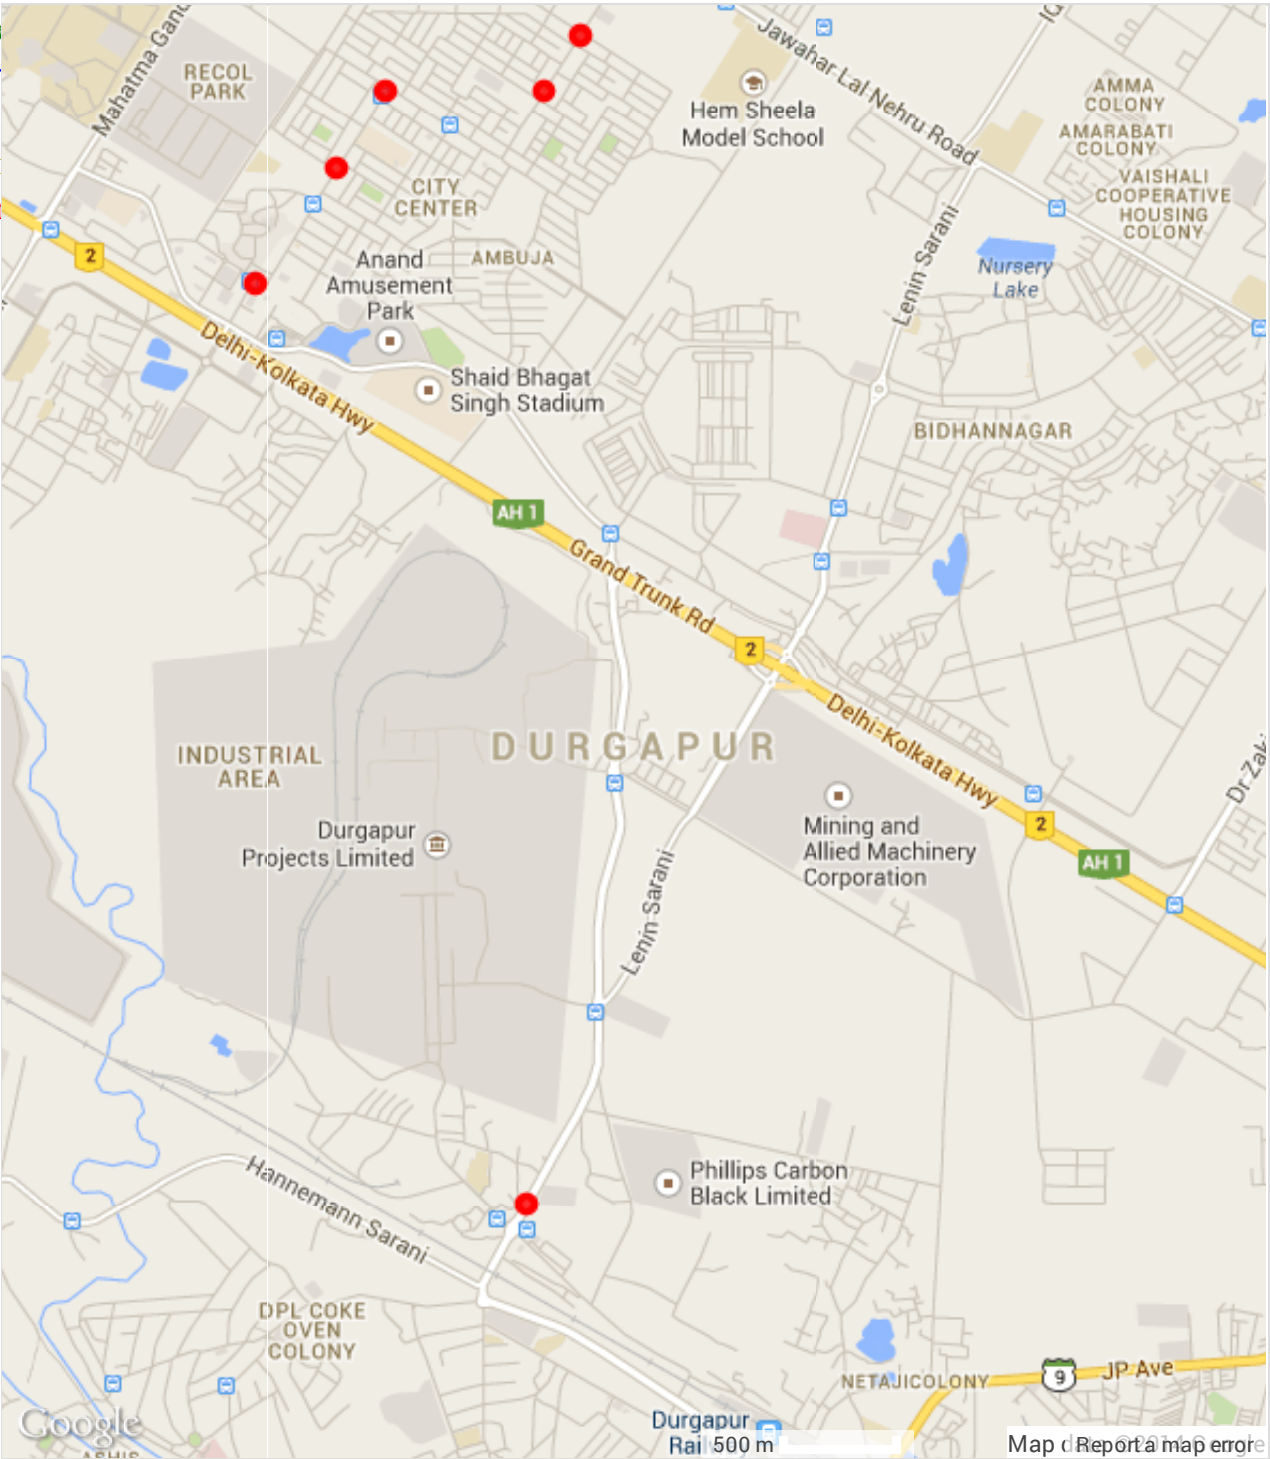 Mahatma Gand
RECOL
PARK
Jawahar Lal Nehru Road
Hem Sheela
Model School
AMMA
COLONY
AMARABATI
COLONY
VAISHALI
COOPERATIVE
HOUSING
COLONY
CITY
CENTER
Lenin Sarani
2
Anand
Amusement
Park
AMBUJA
Nursery
Lake
Delhi-Kolkata Hwy
Shaid Bhagat
Singh Stadium
BIDHANNAGAR
AH 1
Grand Trunk Rd
2
DURGAPUR
INDUSTRIAL
AREA
Delhi-Kolkata Hwy
Dr Zaki
Durgapur
Projects Limited
Mining and
Allied Machinery
Corporation
2
AH 1
Lenin Sarani
Phillips Carbon
Black Limited
Hannemann Sarani
DPL COKE
OVEN
COLONY
NETAJICOLONY
9
JP Ave
Google
Durgapur
500 m
Map
Report a map error